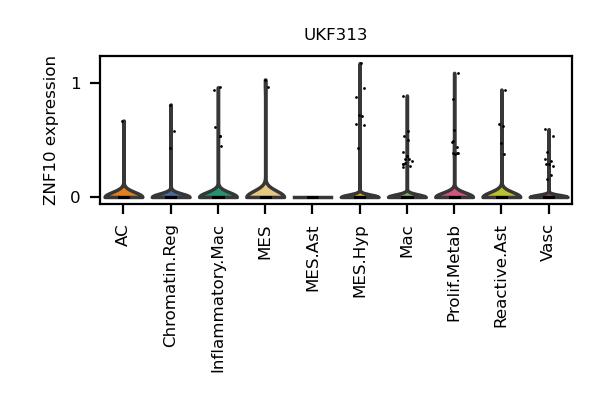 UKF313
ZNF10 expression
1
0
AC
Chromatin.Reg
Inflammatory.Mac
MES
MES.Ast
MES.Hyp
Mac
Prolif.Metab
Reactive.Ast
Vasc